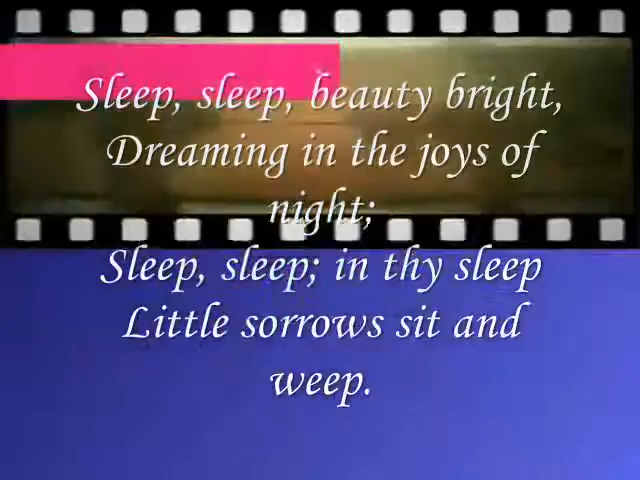 Sleep, sleep, beauty bright,
Dreaming in the joys of
night;
Sleep, sleep; in thy sleep
Little sorrows sit and
weep.